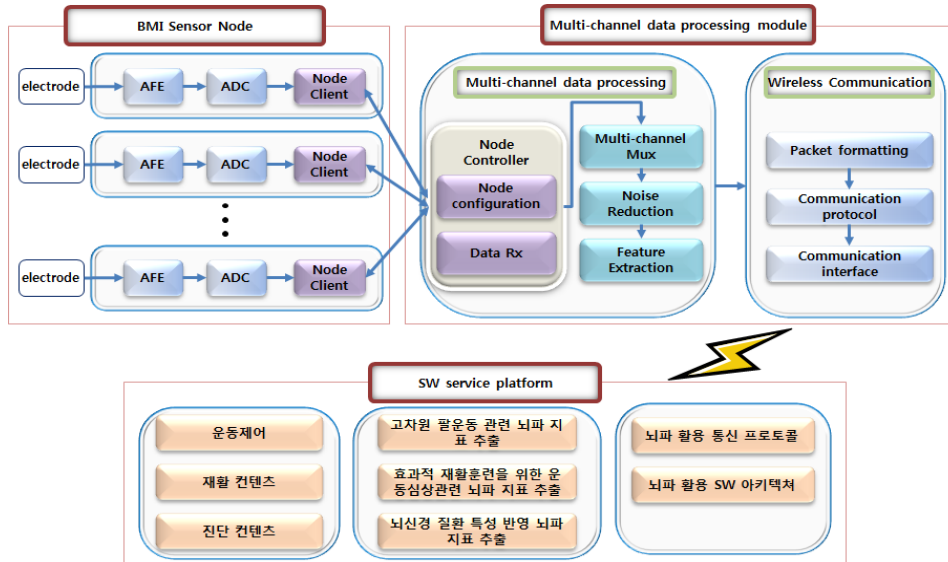 BMI Sensor Node
electrode
AFE
ADC
Node
Client
electrode
AFE
ADC
Node
Client
electrode
AFE
ADC
Node
Client
Multi-channel data processing module
Multi-channel data processing
Node
Controller
Node
configuration
Data Rx
Multi-channel
Mux
Noise
Reduction
Feature
Extraction
Wireless Communication
Packet formatting
Communication
protocol
Communication
interface
SW service platform
운동제어
재활 컨텐츠
진단 컨텐츠
고차원 팔운동 관련 뇌파 지
표 추출
효과적 재활훈련을 위한 운
동심상관련 뇌파 지표 추출
뇌신경 질환 특성 반영 뇌파
지표 추출
뇌파 활용 통신 프로토콜
뇌파 활용 SW 아키텍쳐